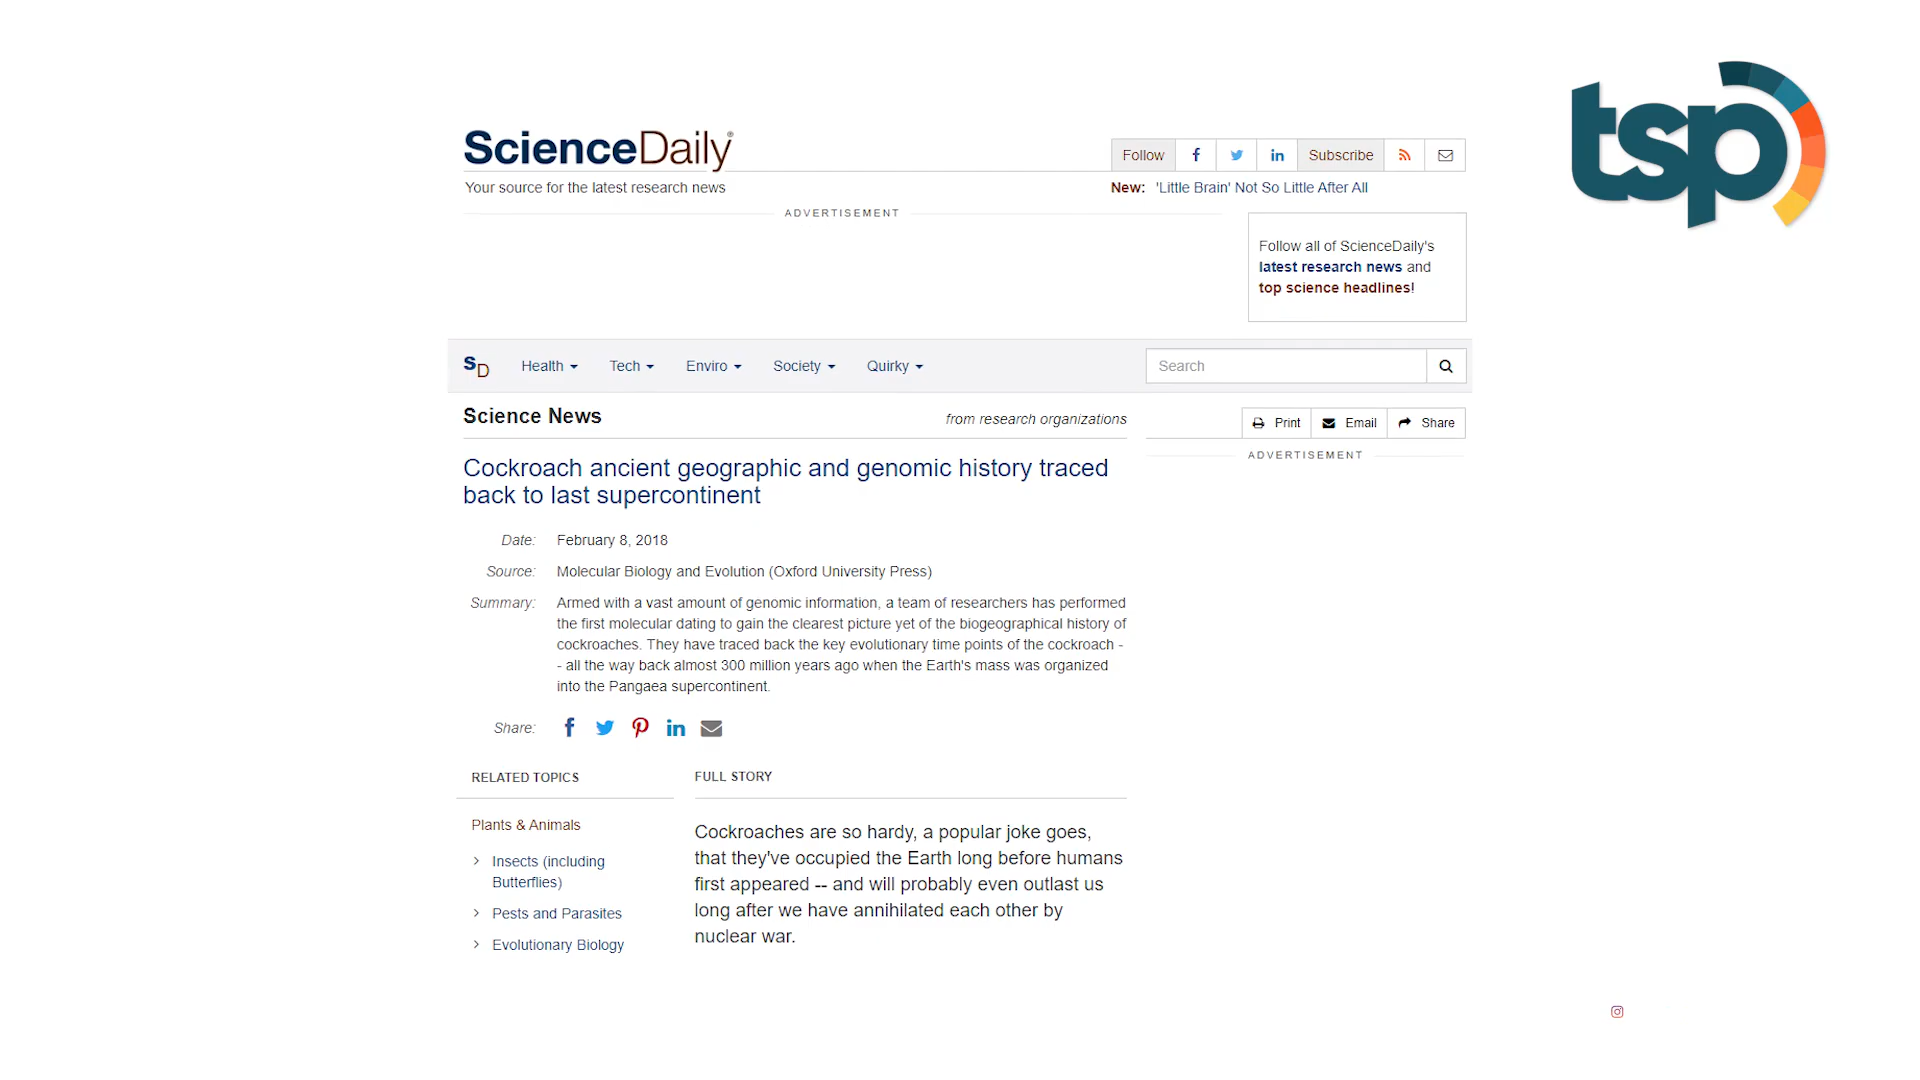 tsp
ScienceDaily®
Your source for the latest research news
Follow
Subscribe
New: 'Little Brain' Not So Little After All
ADVERTISEMENT
Follow all of ScienceDaily's
latest research news and
top science headlines!
SD
Health
Tech
Enviro
Society
Quirky
Search
Science News
from research organizations
Print
Email
Share
ADVERTISEMENT
Cockroach ancient geographic and genomic history traced
back to last supercontinent
Date: February 8, 2018
Source: Molecular Biology and Evolution (Oxford University Press)
Summary: Armed with a vast amount of genomic information, a team of researchers has performed
the first molecular dating to gain the clearest picture yet of the biogeographical history of
cockroaches. They have traced back the key evolutionary time points of the cockroach -
- all the way back almost 300 million years ago when the Earth's mass was organized
into the Pangaea supercontinent.
Share:
RELATED TOPICS
Plants & Animals
Insects (including
Butterflies)
Pests and Parasites
Evolutionary Biology
FULL STORY
Cockroaches are so hardy, a popular joke goes,
that they've occupied the Earth long before humans
first appeared -- and will probably even outlast us
long after we have annihilated each other by
nuclear war.